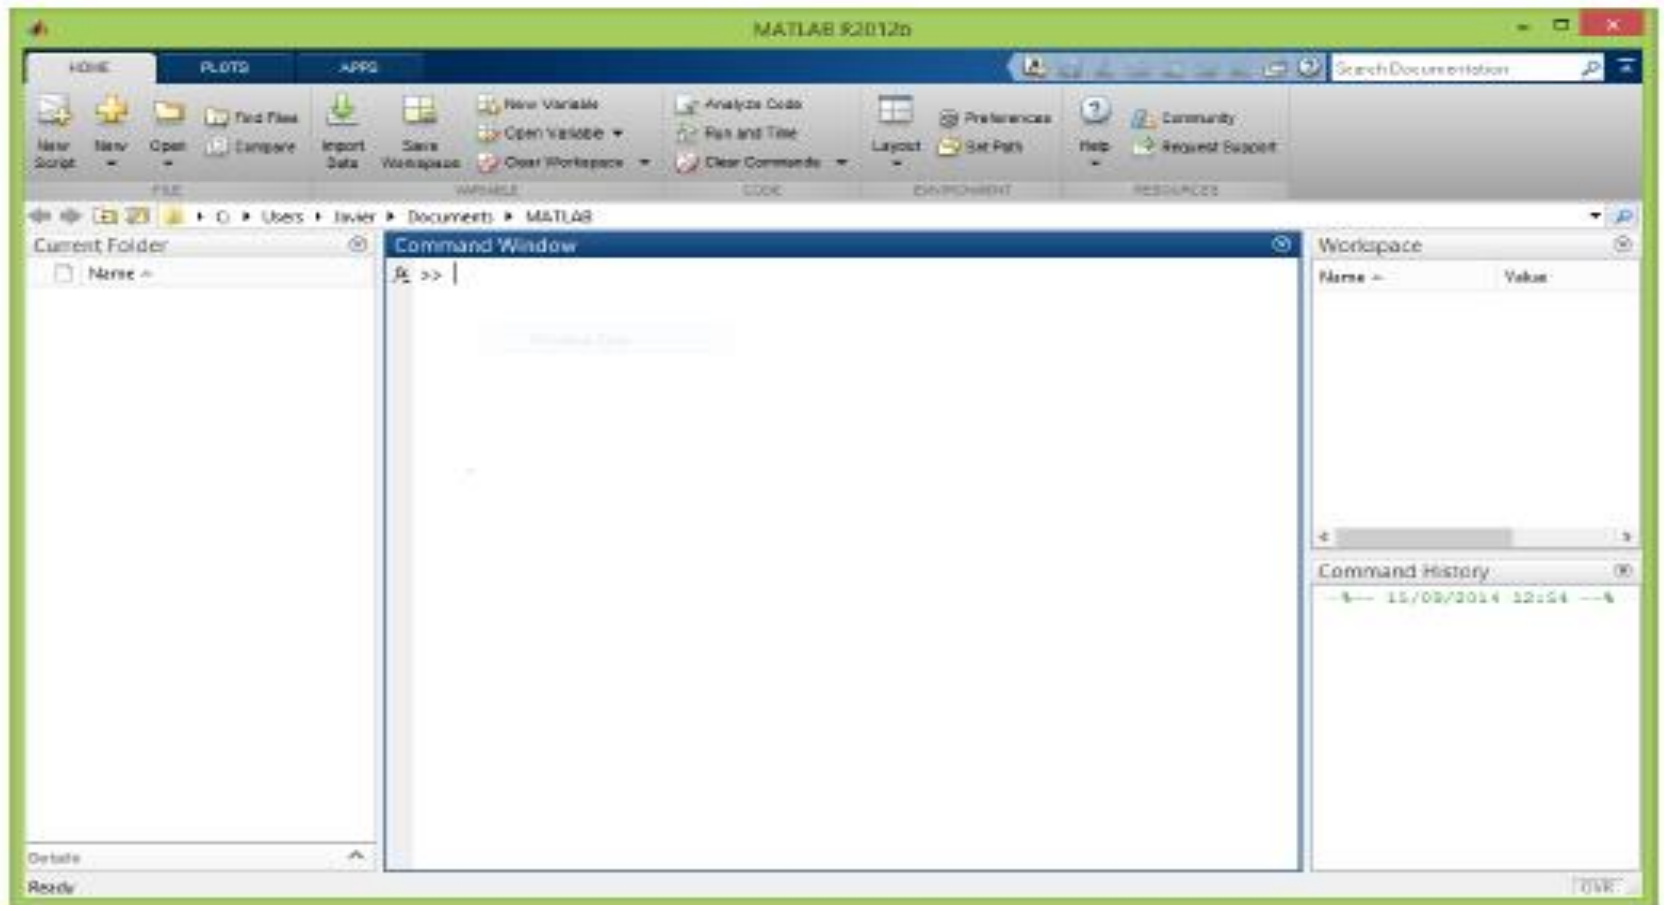 MATLAB R2012b
HOME PLOTS APPS
Search Documentation
New Script
New
Open
Find Files
Compare
Import Data
Save Workspace
New Variable
Open Variable
Clear Workspace
Analyze Code
Run and Time
Clear Commands
Layout
Preferences
Set Path
Help
Community
Request Support
FILE VARIABLE CODE ENVIRONMENT RESOURCES
C: Users Javier Documents MATLAB
Current Folder
Name
Command Window
fx >>
Workspace
Name Value
Command History
Details
Ready
OVR